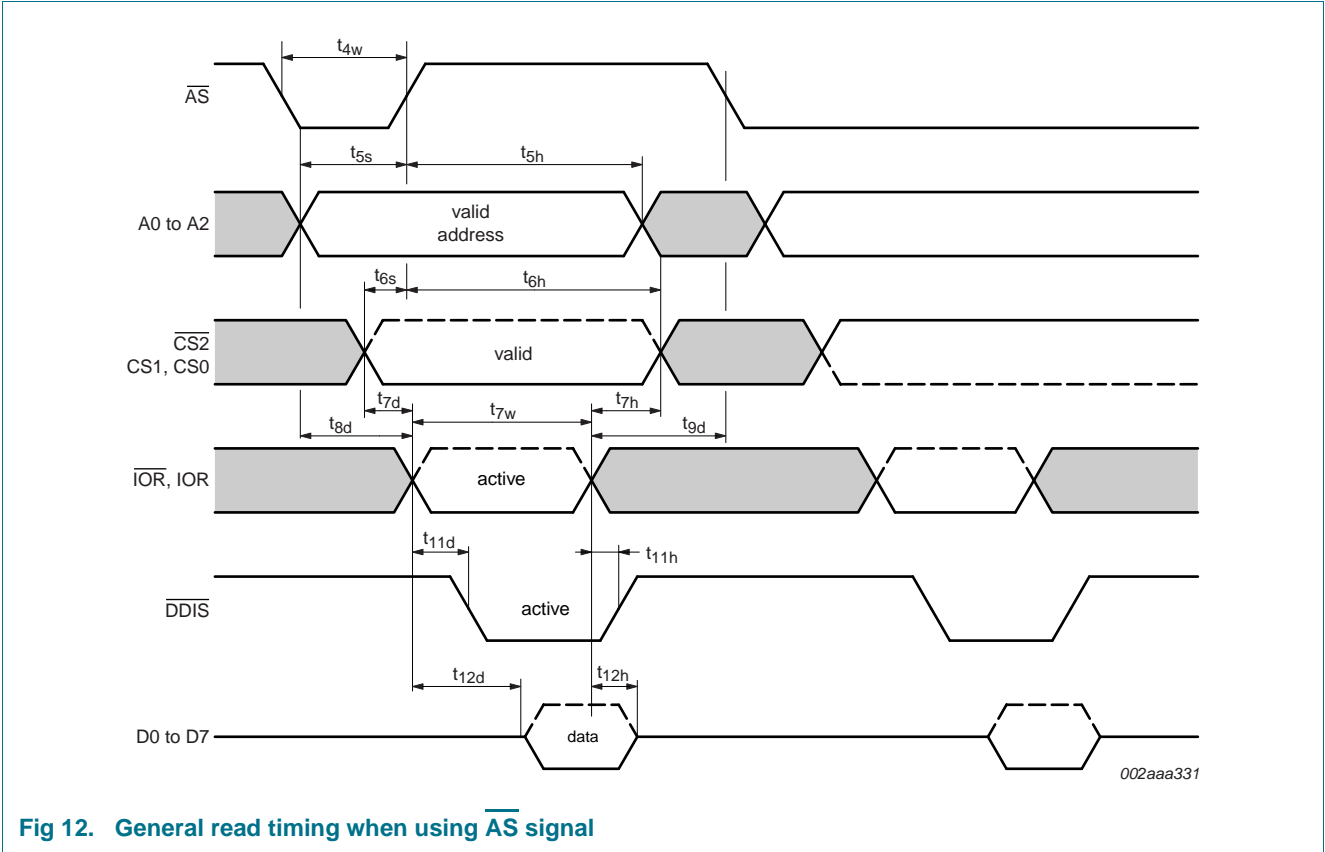 t4w
AS
t5s
t5h
A0 to A2
valid
address
t6s
t6h
CS2
CS1, CS0
valid
t7d
t7w
t7h
t8d
t9d
IOR, IOR
active
t11d
t11h
DDIS
active
t12d
t12h
D0 to D7
data
002aaa331
Fig 12. General read timing when using AS signal